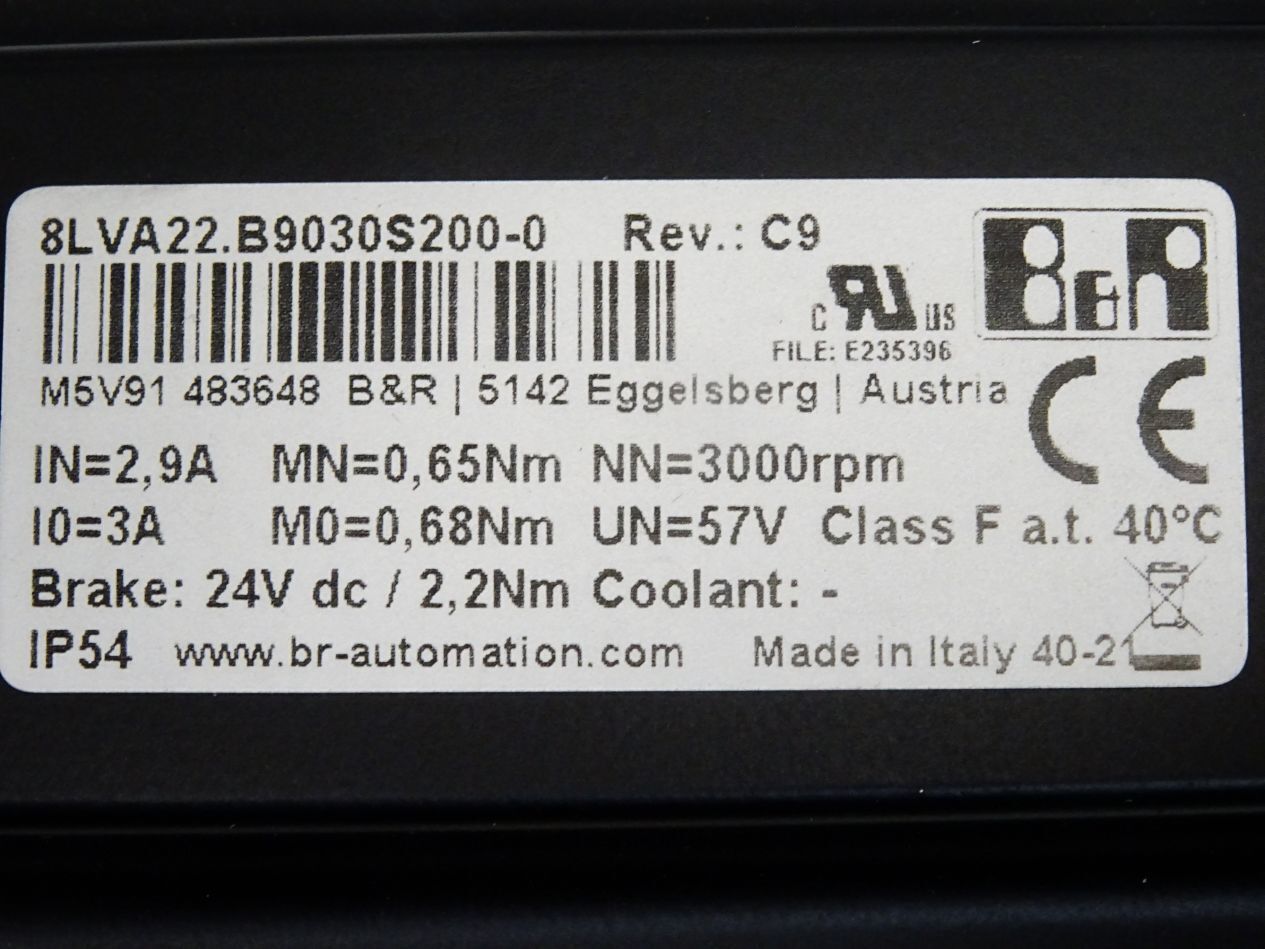 8LVA22.B9030S200-0 Rev.: C9
B&R
C RU US
FILE: E235396
M5V91 483648 B&R | 5142 Eggelsberg | Austria
CE
IN=2,9A MN=0,65Nm NN=3000rpm
I0=3A M0=0,68Nm UN=57V Class F a.t. 40°C
Brake: 24V dc / 2,2Nm Coolant: -
IP54 www.br-automation.com Made in Italy 40-21